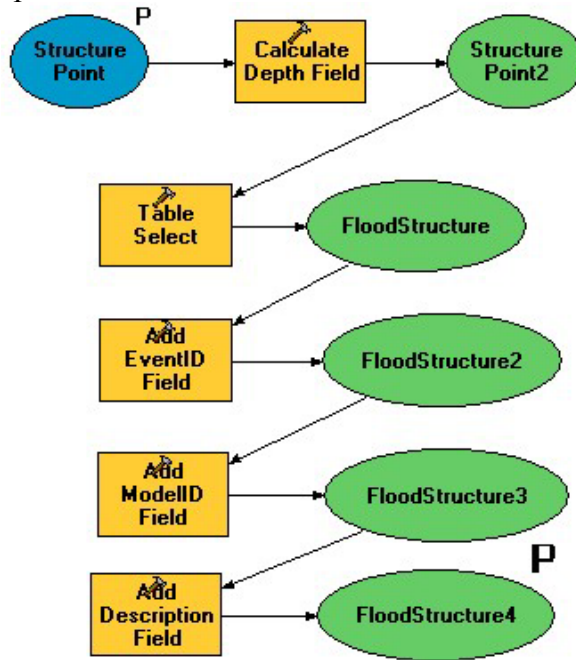 P
Structure
Point
Calculate
Depth Field
Structure
Point2
Table
Select
FloodStructure
Add
EventID
Field
FloodStructure2
Add
ModelID
Field
FloodStructure3
P
Add
Description
Field
FloodStructure4